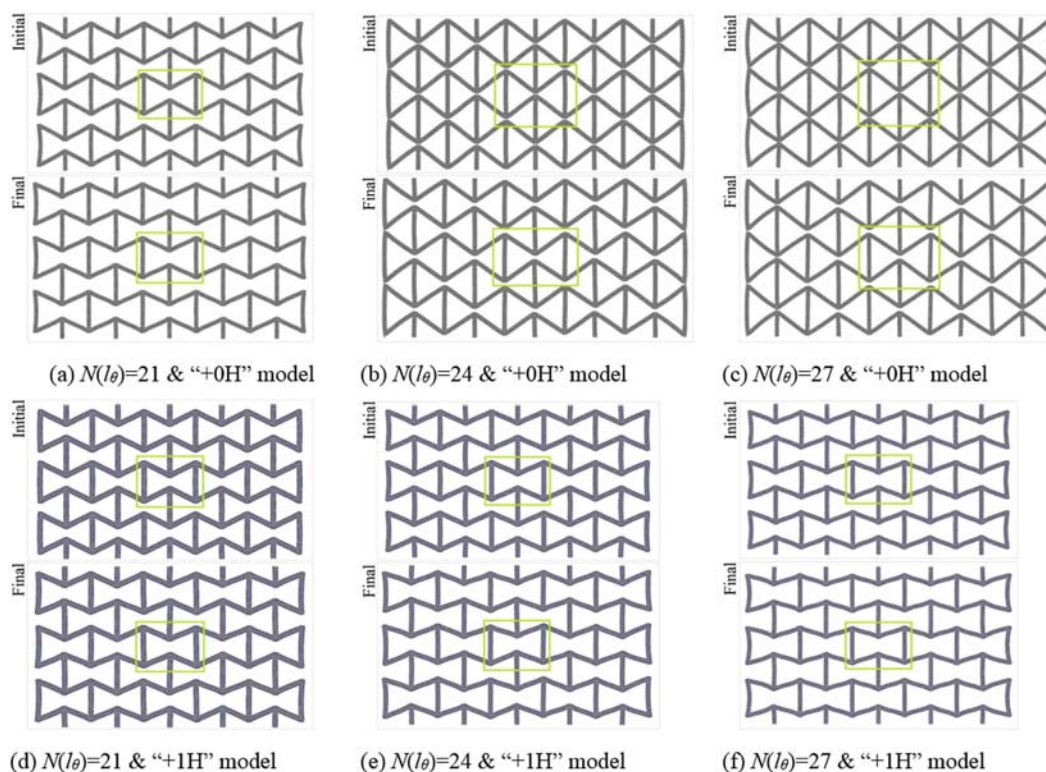 Initial
Initial
Initial
Final
Final
Final
(a) N(lθ)=21 & “+0H” model
(b) N(lθ)=24 & “+0H” model
(c) N(lθ)=27 & “+0H” model
Initial
Initial
Initial
Final
Final
Final
(d) N(lθ)=21 & “+1H” model
(e) N(lθ)=24 & “+1H” model
(f) N(lθ)=27 & “+1H” model